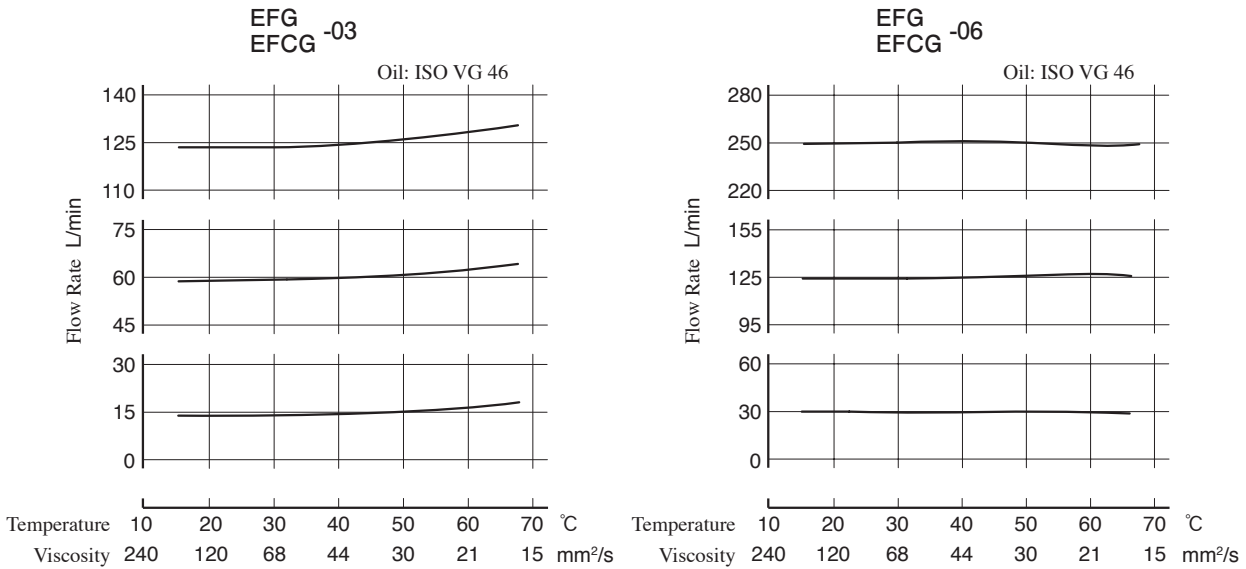 EFG
EFCG -03
Oil: ISO VG 46
140
125
110
75
60
45
30
15
0
Flow Rate L/min
Temperature 10 20 30 40 50 60 70 °C
Viscosity 240 120 68 44 30 21 15 mm²/s
EFG
EFCG -06
Oil: ISO VG 46
280
250
220
155
125
95
60
30
0
Flow Rate L/min
Temperature 10 20 30 40 50 60 70 °C
Viscosity 240 120 68 44 30 21 15 mm²/s